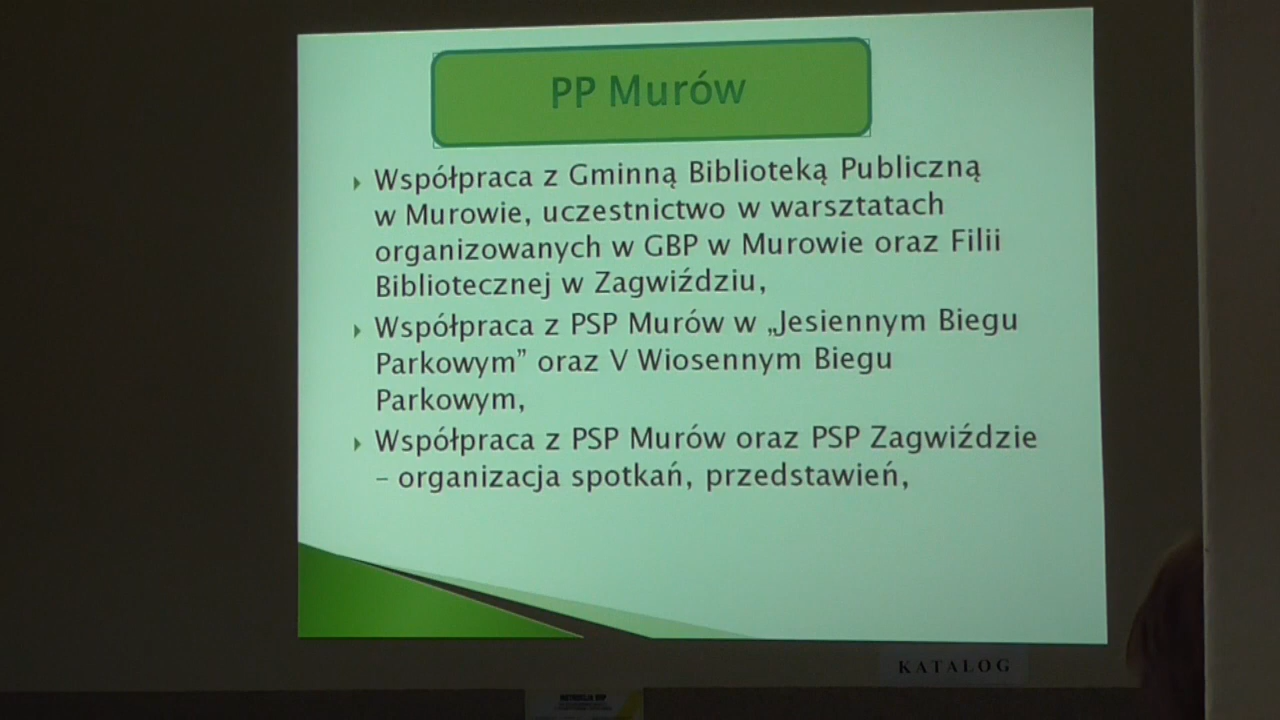 PP Murów
Współpraca z Gminną Biblioteką Publiczną
w Murowie, uczestnictwo w warsztatach
organizowanych w GBP w Murowie oraz Filii
Bibliotecznej w Zagwiździu,
Współpraca z PSP Murów w „Jesiennym Biegu
Parkowym” oraz V Wiosennym Biegu
Parkowym,
Współpraca z PSP Murów oraz PSP Zagwiździe
– organizacja spotkań, przedstawień,
KATALOG